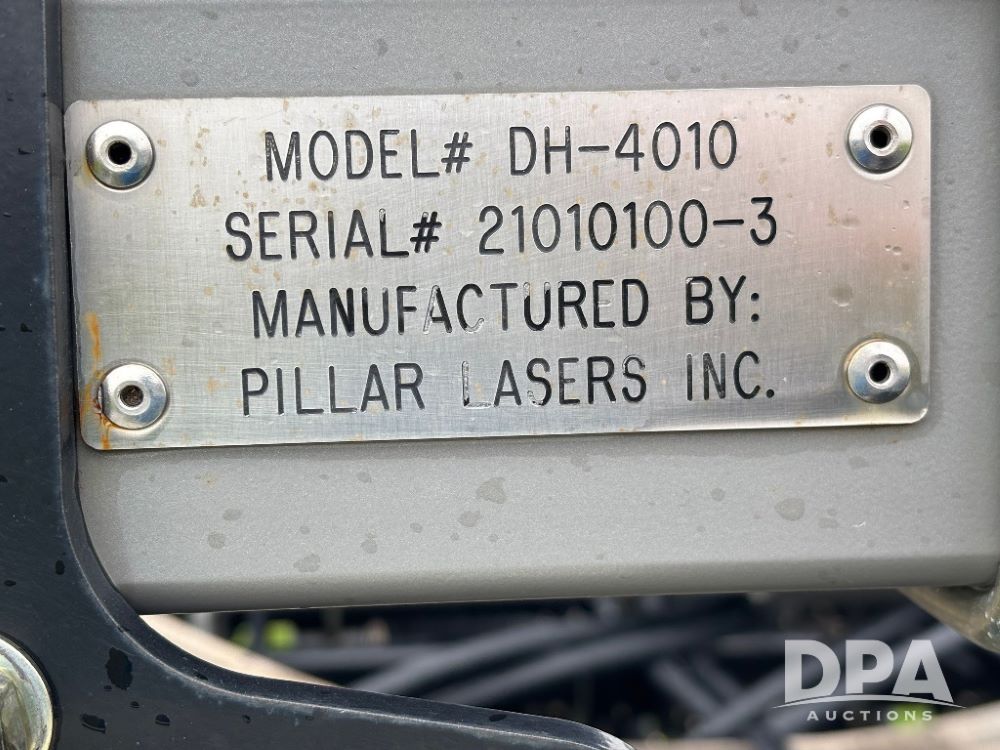 MODEL# DH-4010
SERIAL# 21010100-3
MANUFACTURED BY:
PILLAR LASERS INC.
DPA
AUCTIONS